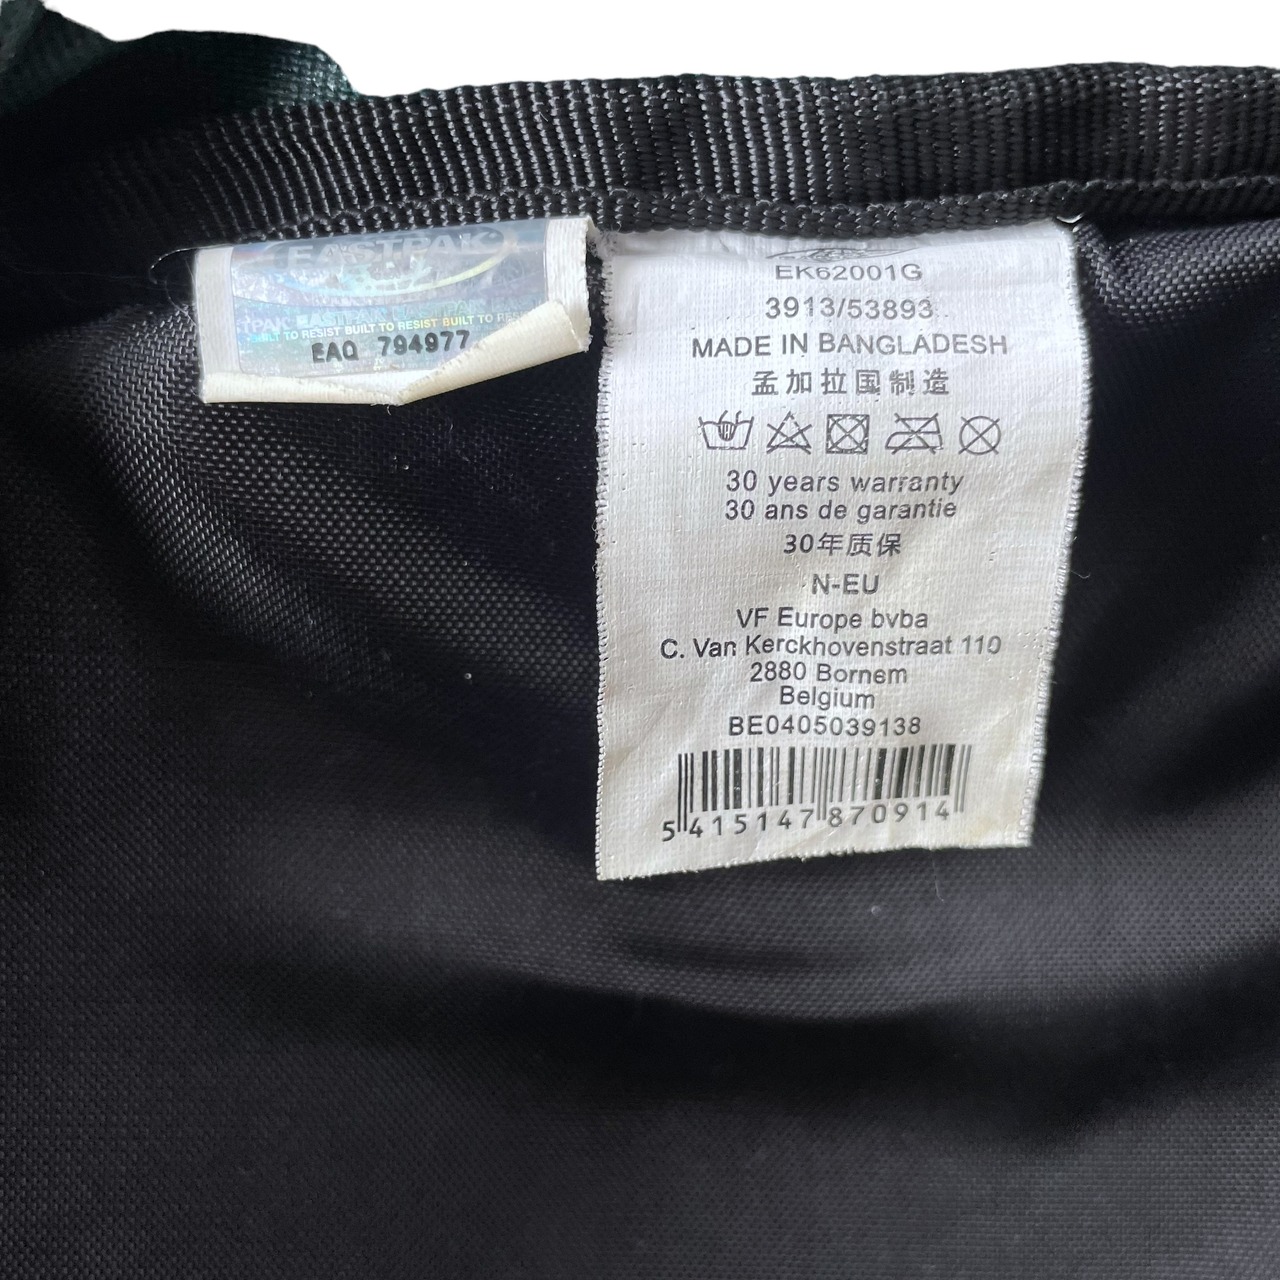 EASTPAK
PAK EASTPAK
BUILT TO RESIST BUILT TO RESIST BUILT TO
EAQ 794977
EK62001G
3913/53893
MADE IN BANGLADESH
孟加拉国制造
30 years warranty
30 ans de garantie
30年质保
N-EU
VF Europe bvba
C. Van Kerckhovenstraat 110
2880 Bornem
Belgium
BE0405039138
5 415147 870914